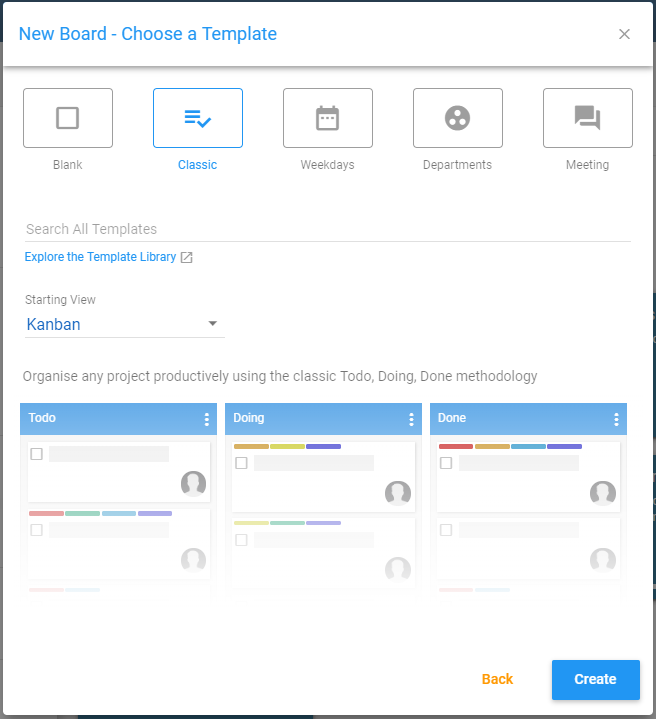 New Board - Choose a Template
Blank
Classic
Weekdays
Departments
Meeting
Search All Templates
Explore the Template Library
Starting View
Kanban
Organise any project productively using the classic Todo, Doing, Done methodology
Todo
Doing
Done
Back
Create